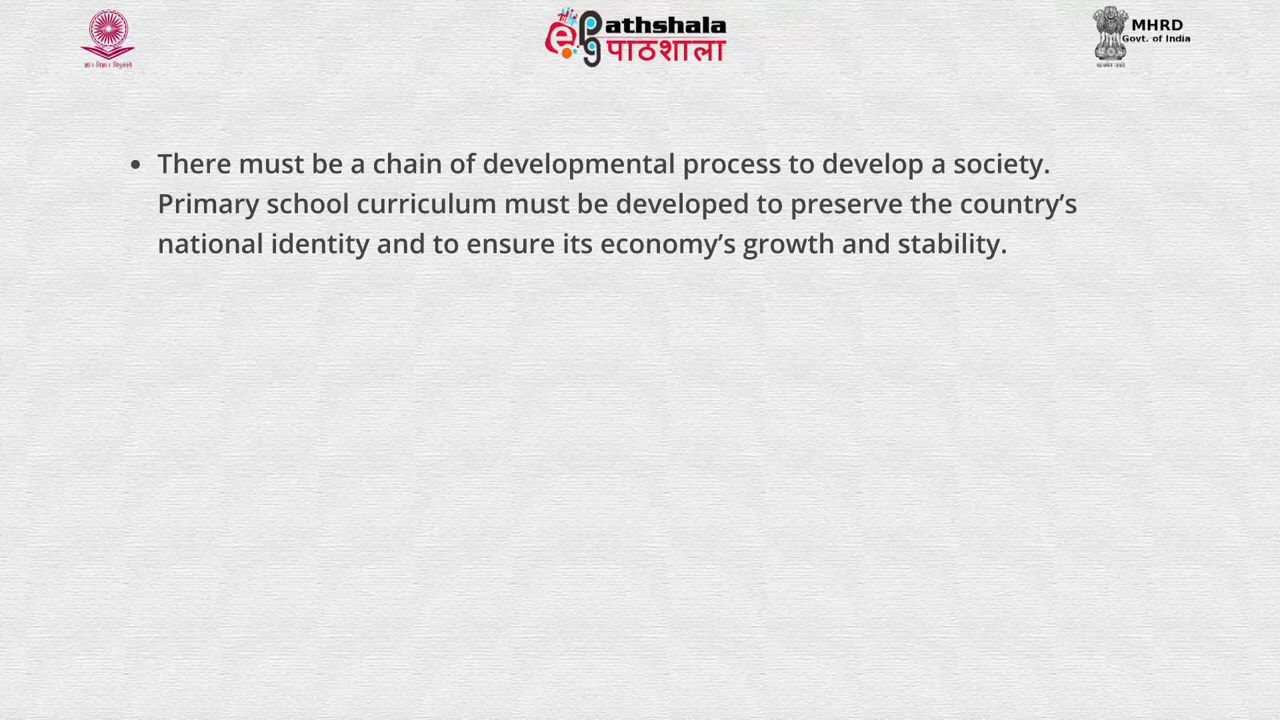 athshala
पाठशाला
MHRD
Govt. of India
• There must be a chain of developmental process to develop a society.
Primary school curriculum must be developed to preserve the country’s
national identity and to ensure its economy’s growth and stability.